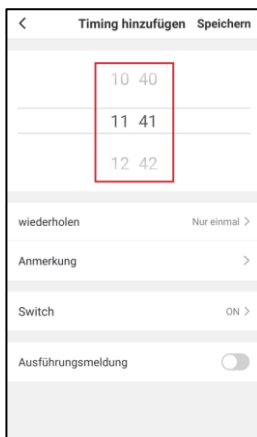 Timing hinzufügen Speichern
10 40
11 41
12 42
wiederholen Nur einmal >
Anmerkung >
Switch ON >
Ausführungsmeldung